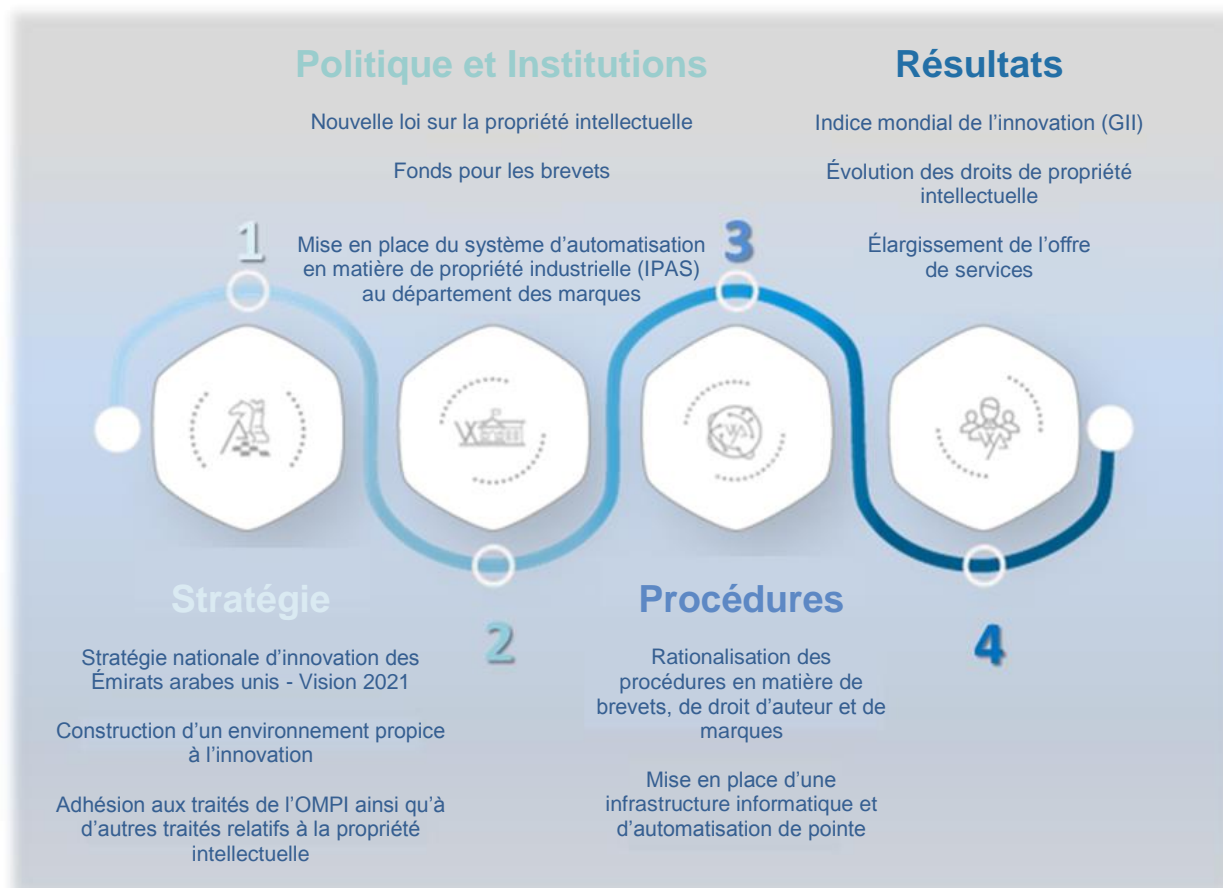 Politique et Institutions
Nouvelle loi sur la propriété intellectuelle
Fonds pour les brevets
Mise en place du système d’automatisation
en matière de propriété industrielle (IPAS)
au département des marques
Résultats
Indice mondial de l’innovation (GII)
Évolution des droits de propriété
intellectuelle
Élargissement de l’offre
de services
1
3
Stratégie
Stratégie nationale d’innovation des
Émirats arabes unis - Vision 2021
Construction d’un environnement propice
à l’innovation
Adhésion aux traités de l’OMPI ainsi qu’à
d’autres traités relatifs à la propriété
intellectuelle
2
Procédures
Rationalisation des
procédures en matière de
brevets, de droit d’auteur et de
marques
Mise en place d’une
infrastructure informatique et
d’automatisation de pointe
4